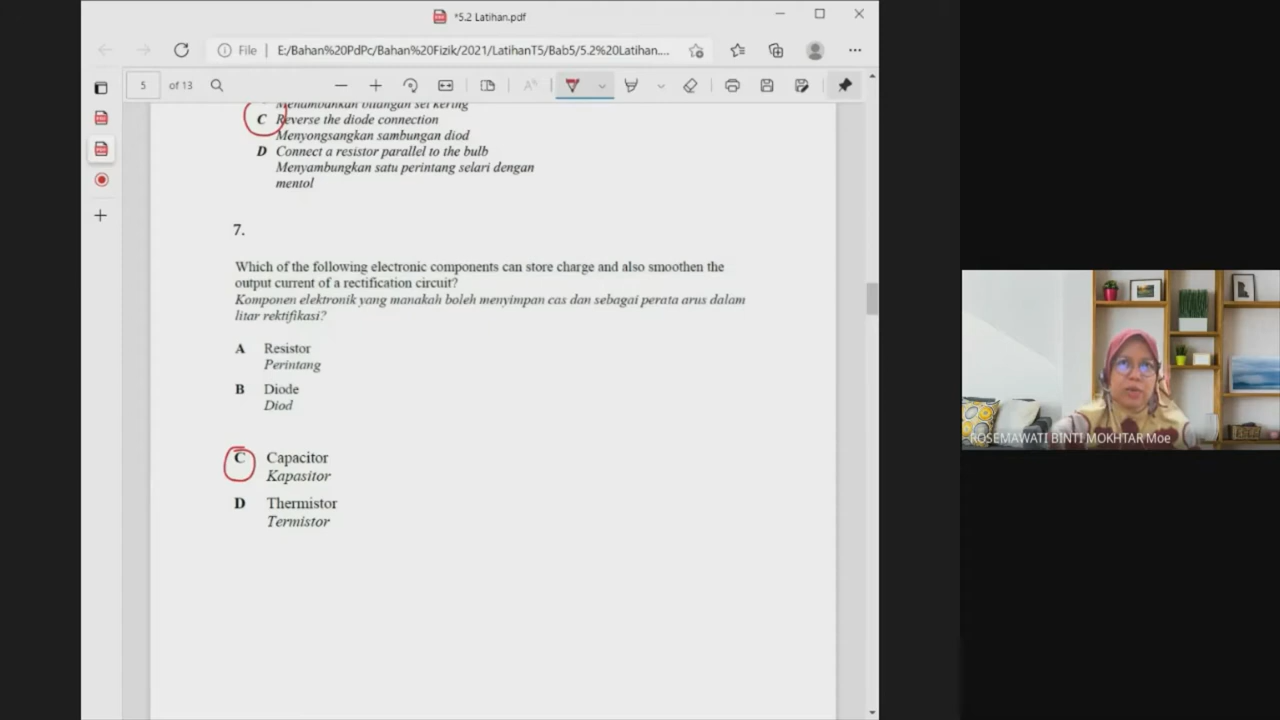 *5.2 Latihan.pdf
File
E:/Bahan%20PdPc/Bahan%20Fizik/2021/LatihanT5/Bab5/5.2%20Latihan....
5 of 13
Menambahkan bilangan sel kering
C Reverse the diode connection
Menyongsangkan sambungan diod
D Connect a resistor parallel to the bulb
Menyambungkan satu perintang selari dengan
mentol
7.
Which of the following electronic components can store charge and also smoothen the
output current of a rectification circuit?
Komponen elektronik yang manakah boleh menyimpan cas dan sebagai perata arus dalam
litar rektifikasi?
A Resistor
Perintang
B Diode
Diod
C Capacitor
Kapasitor
D Thermistor
Termistor
ROSEMAWATI BINTI MOKHTAR Moe